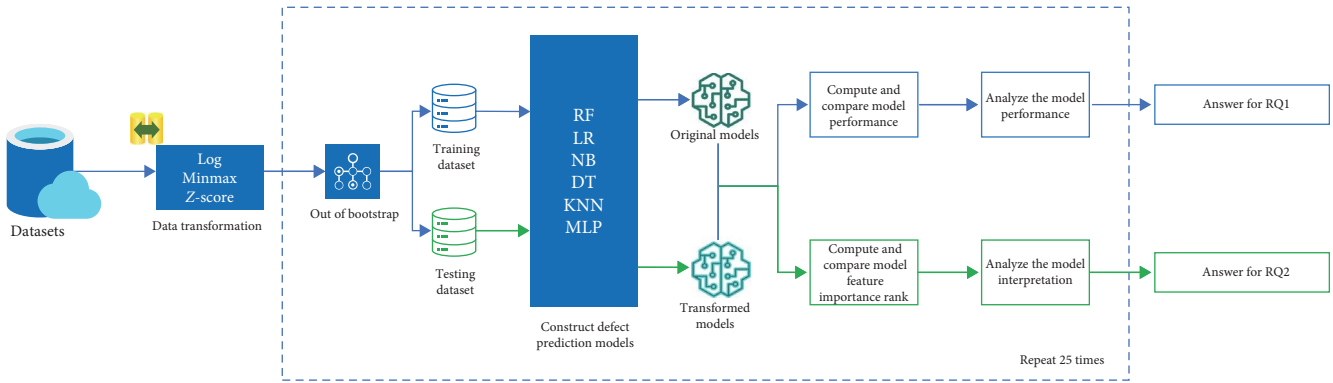 Datasets
Log
Minmax
Z-score
Data transformation
Out of bootstrap
Training
dataset
Testing
dataset
RF
LR
NB
DT
KNN
MLP
Construct defect
prediction models
Original models
Transformed
models
Compute and
compare model
performance
Analyze the model
performance
Answer for RQ1
Compute and
compare model
feature
importance rank
Analyze the model
interpretation
Answer for RQ2
Repeat 25 times